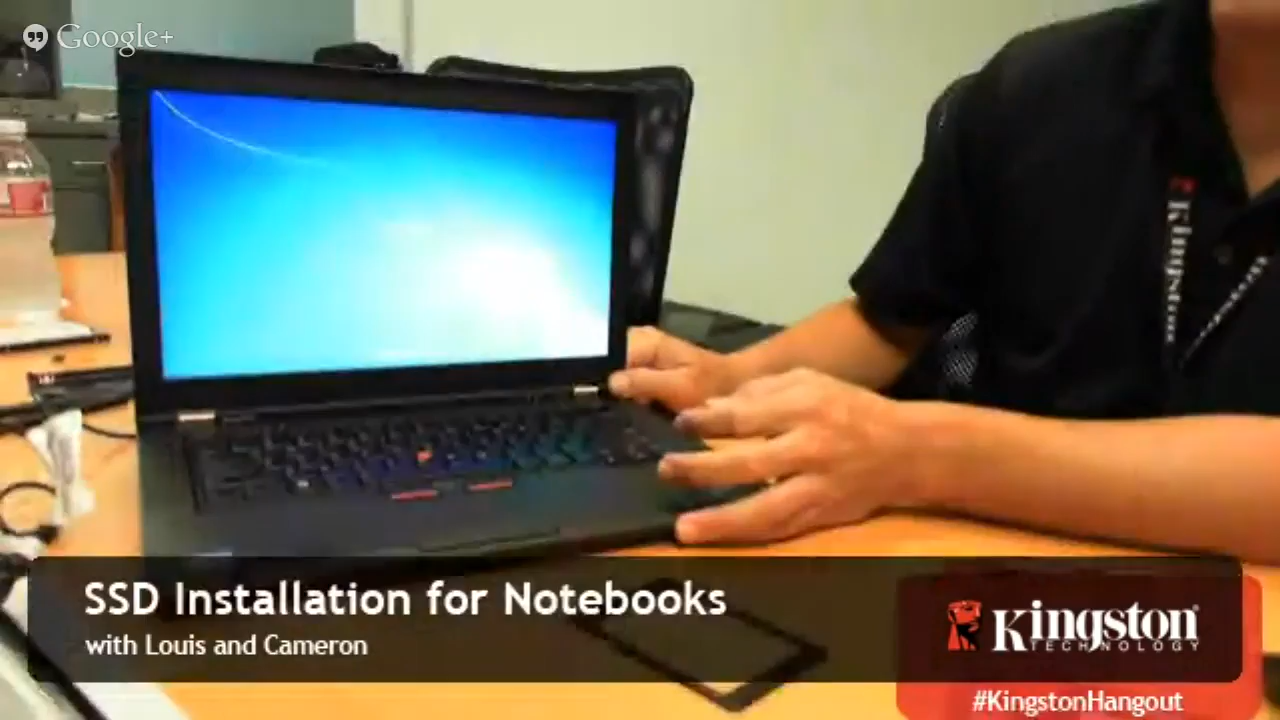 Google+
Kingston
SSD Installation for Notebooks
with Louis and Cameron
Kingston
TECHNOLOGY
#KingstonHangout